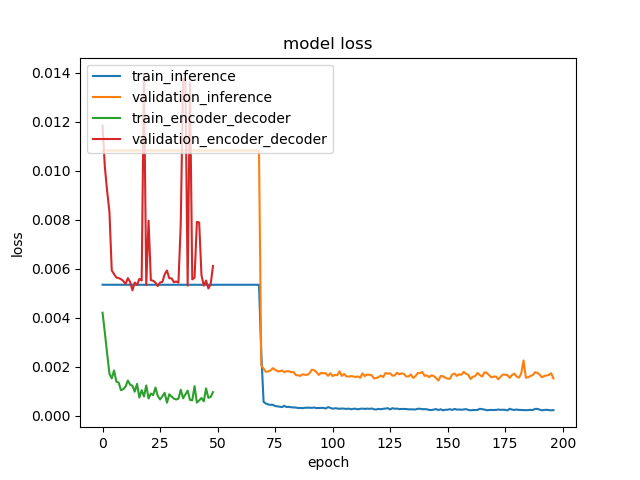 model loss
train_inference
validation_inference
train_encoder_decoder
validation_encoder_decoder
0.014
0.012
0.010
0.008
0.006
0.004
0.002
0.000
loss
0 25 50 75 100 125 150 175 200
epoch